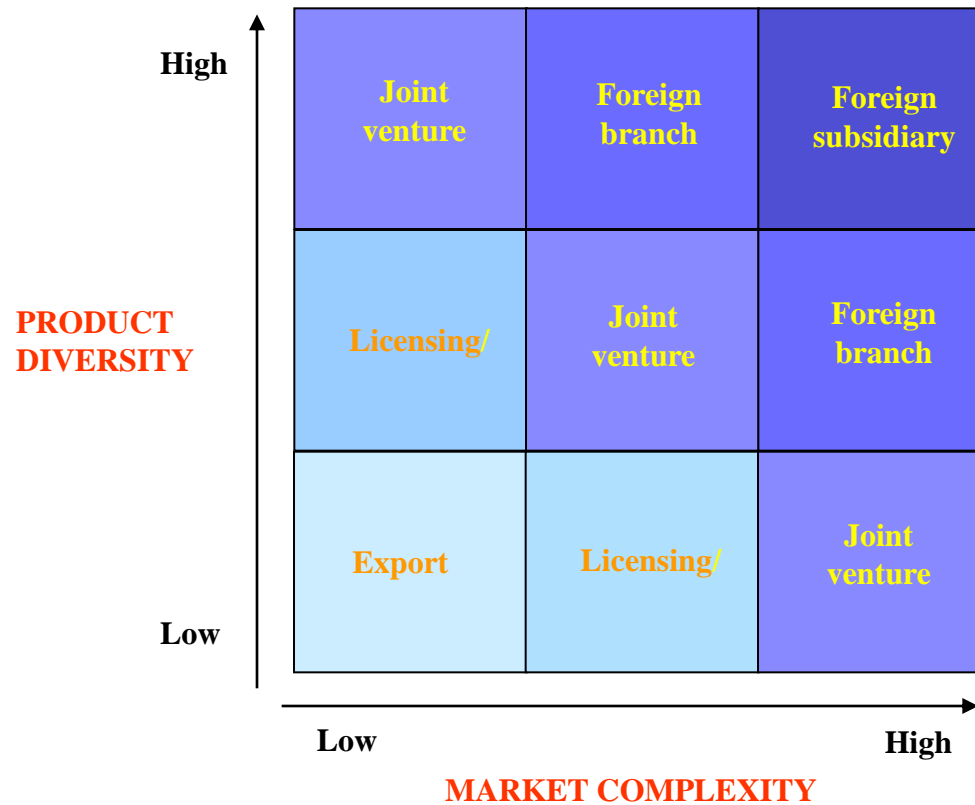 High
Joint
venture
Foreign
branch
Foreign
subsidiary
PRODUCT
DIVERSITY
Licensing/
Joint
venture
Foreign
branch
Export
Licensing/
Joint
venture
Low
Low
High
MARKET COMPLEXITY